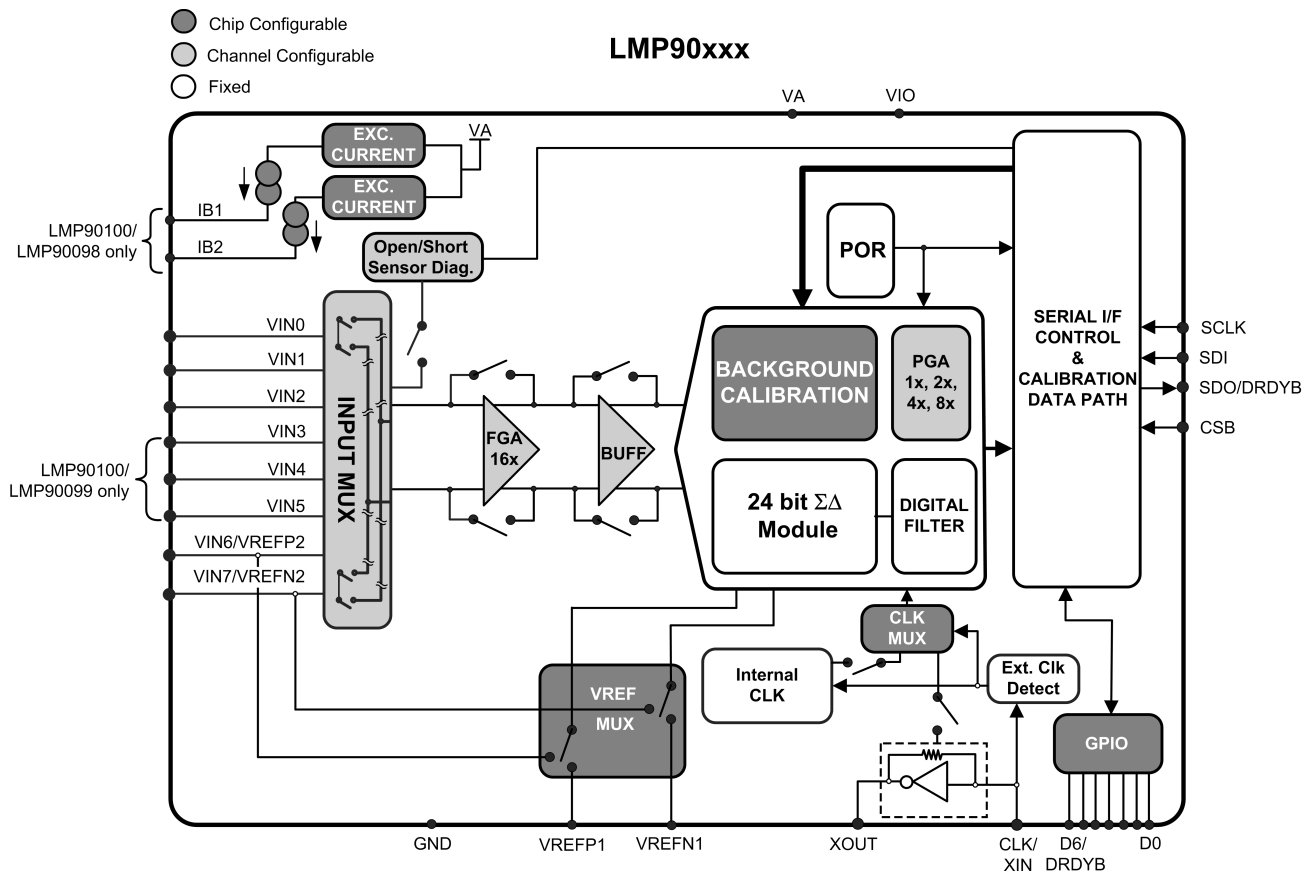 Chip Configurable
Channel Configurable
Fixed
LMP90xxx
VA
VIO
EXC.
CURRENT
VA
EXC.
CURRENT
IB1
IB2
LMP90100/
LMP90098 only
Open/Short
Sensor Diag.
POR
SERIAL I/F
CONTROL
&
CALIBRATION
DATA PATH
SCLK
SDI
SDO/DRDYB
CSB
VIN0
VIN1
VIN2
VIN3
VIN4
VIN5
VIN6/VREFP2
VIN7/VREFN2
LMP90100/
LMP90099 only
INPUT MUX
FGA
16x
BUFF
BACKGROUND
CALIBRATION
PGA
1x, 2x,
4x, 8x
24 bit ΣΔ
Module
DIGITAL
FILTER
CLK
MUX
Internal
CLK
Ext. Clk
Detect
VREF
MUX
GPIO
GND
VREFP1
VREFN1
XOUT
CLK/
XIN
D6/
DRDYB
D0